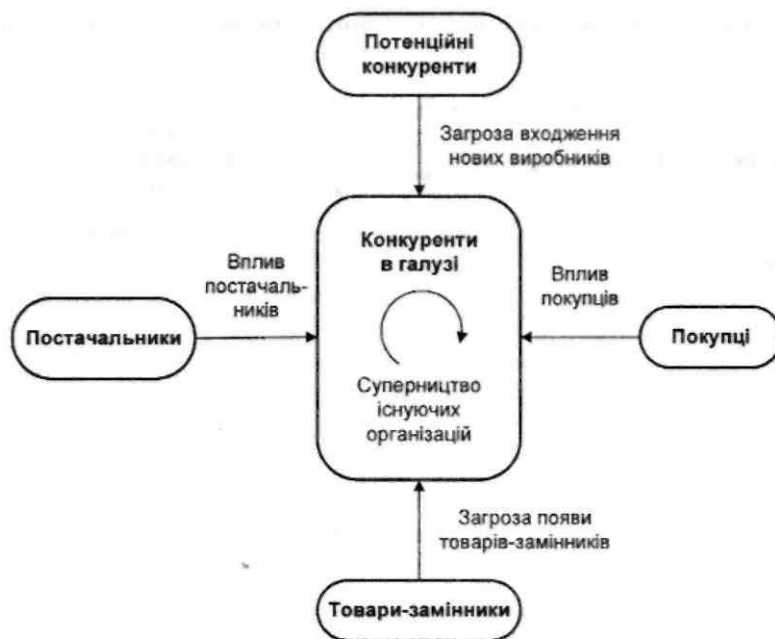 Потенційні
конкуренти
Загроза входження
нових виробників
Конкуренти
в галузі
Вплив
постачаль-
ників
Вплив
покупців
Постачальники
Покупці
Суперництво
існуючих
організацій
Загроза появи
товарів-замінників
Товари-замінники